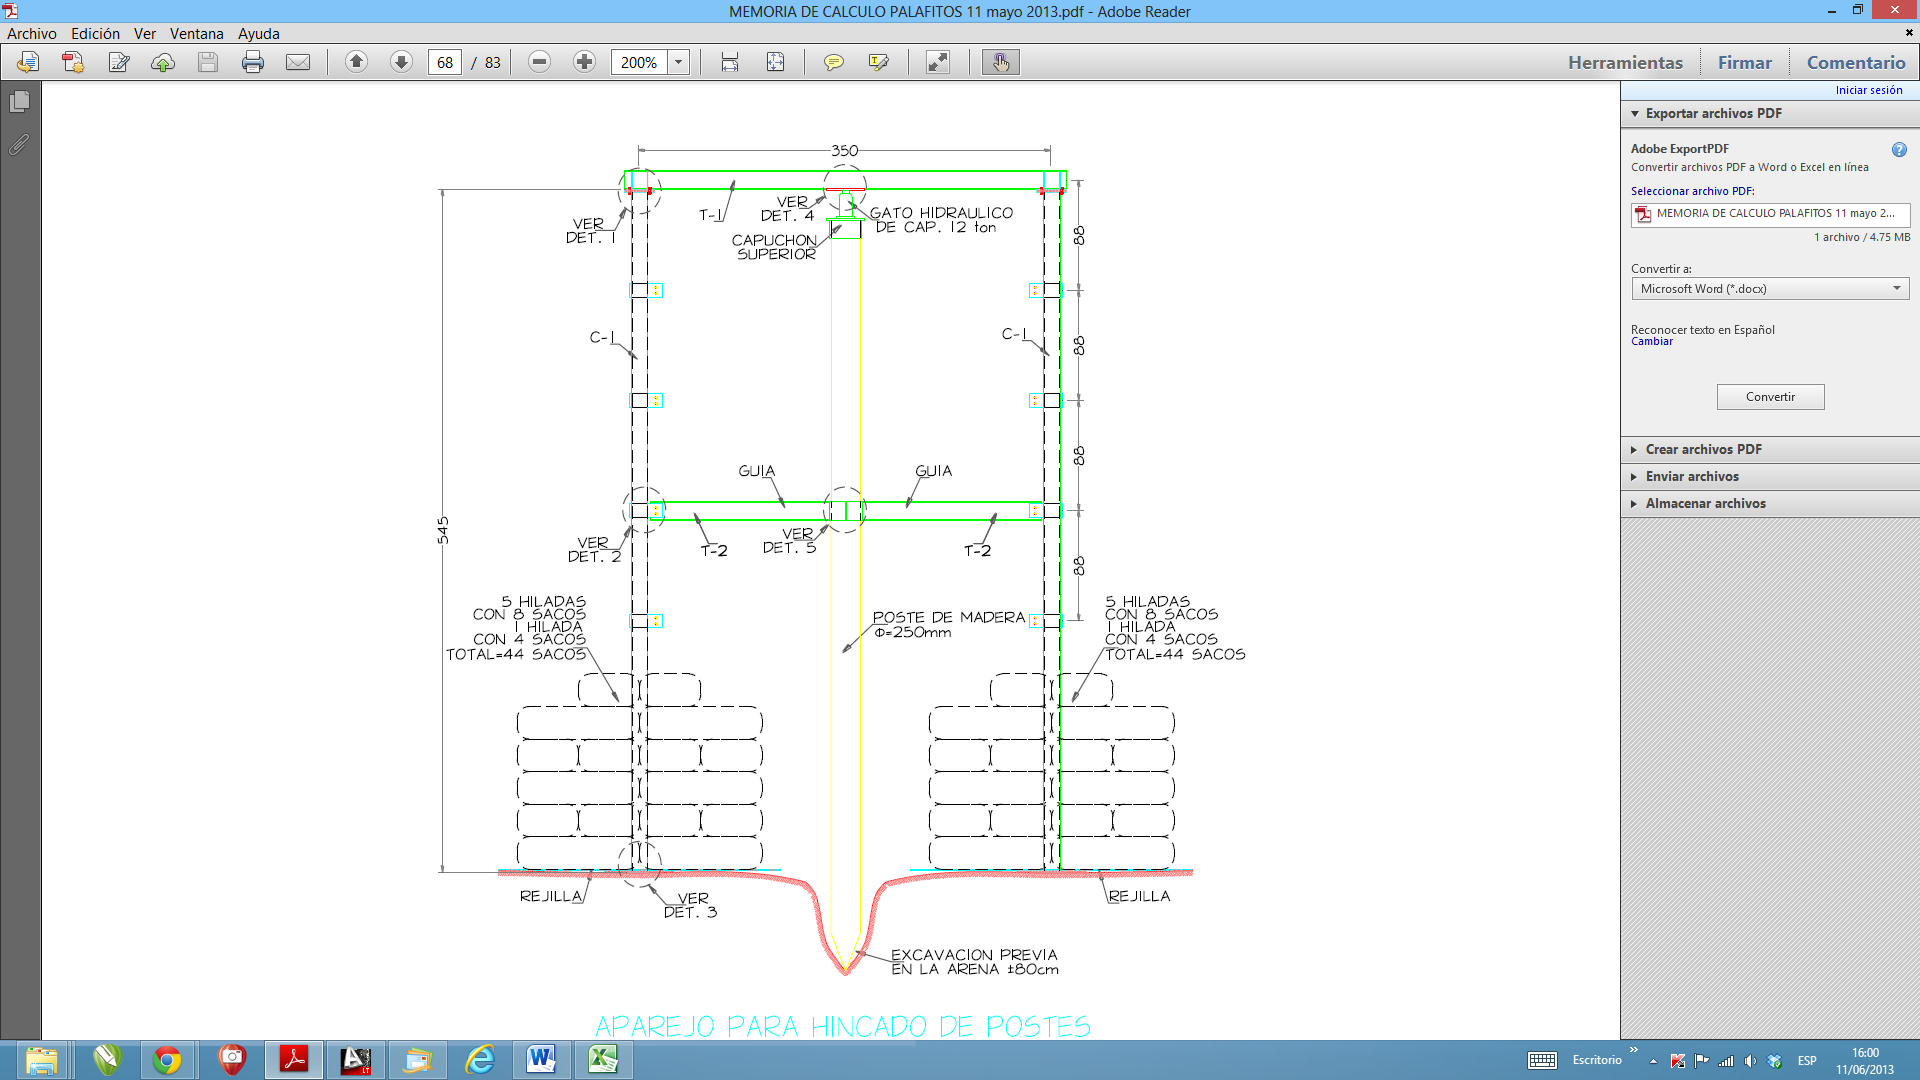 MEMORIA DE CALCULO PALAFITOS 11 mayo 2013.pdf - Adobe Reader
Archivo Edición Ver Ventana Ayuda
68 / 83 200% Herramientas Firmar Comentario
Iniciar sesión
Exportar archivos PDF
Adobe ExportPDF
Convertir archivos PDF a Word o Excel en línea
Seleccionar archivo PDF:
MEMORIA DE CALCULO PALAFITOS 11 mayo 2...
1 archivo / 4.75 MB
Convertir a:
Microsoft Word (*.docx)
Reconocer texto en Español
Cambiar
Convertir
Crear archivos PDF
Enviar archivos
Almacenar archivos
350
VER
DET. 1
T-1
VER
DET. 4
GATO HIDRAULICO
DE CAP. 12 ton
CAPUCHON
SUPERIOR
88
C-1
C-1
88
GUIA
GUIA
88
545
VER
DET. 2
T-2
VER
DET. 5
T-2
88
5 HILADAS
CON 8 SACOS
1 HILADA
CON 4 SACOS
TOTAL=44 SACOS
POSTE DE MADERA
Φ=250mm
5 HILADAS
CON 8 SACOS
1 HILADA
CON 4 SACOS
TOTAL=44 SACOS
REJILLA
VER
DET. 3
REJILLA
EXCAVACION PREVIA
EN LA ARENA ±80cm
APAREJO PARA HINCADO DE POSTES
Escritorio
ESP
16:00
11/06/2013